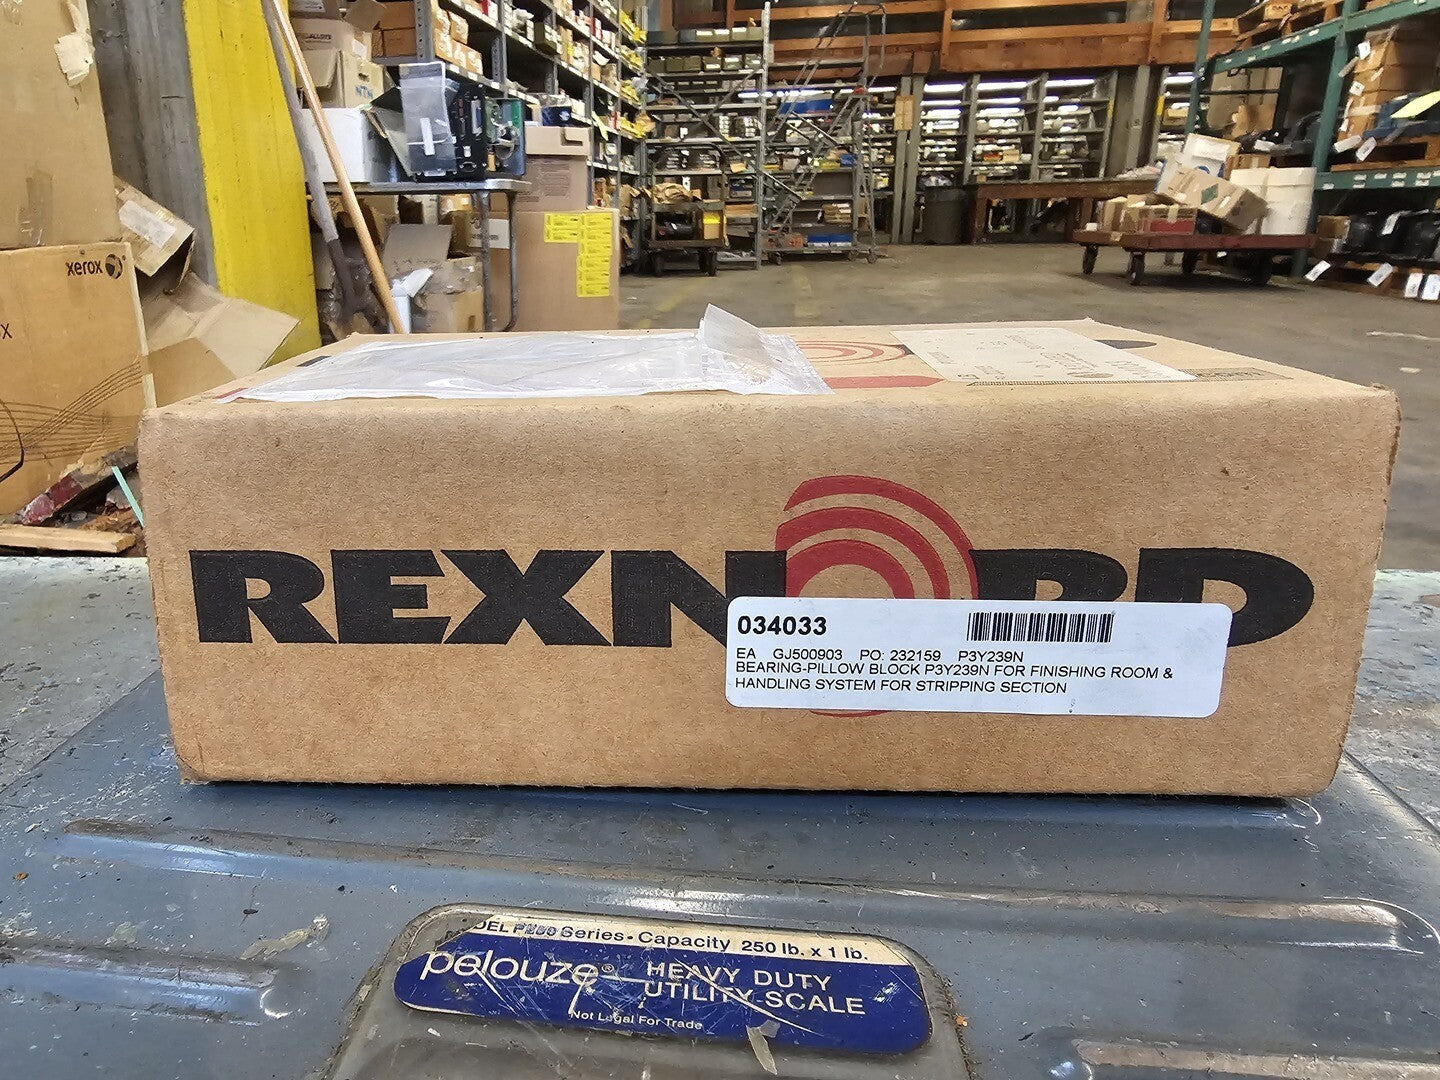 xerox
X
REXNORD
034033
EA GJ500903 PO: 232159 P3Y239N
BEARING-PILLOW BLOCK P3Y239N FOR FINISHING ROOM &
HANDLING SYSTEM FOR STRIPPING SECTION
Series • Capacity 250 lb. x 1 lb.
pelouze® HEAVY DUTY
UTILITY SCALE
Not Legal For Trade